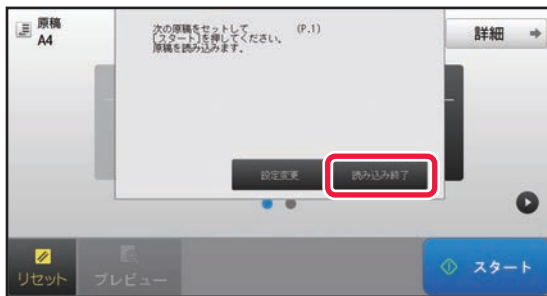 原稿
A4
次の原稿をセットして (P.1)
[スタート]を押してください。
原稿を読み込みます。
詳細
設定変更
読み込み終了
リセット
プレビュー
スタート